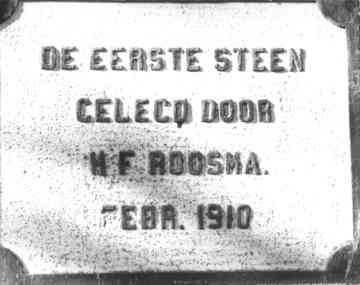 DE EERSTE STEEN
GELEGD DOOR
H F ROOSMA.
FEBR. 1910